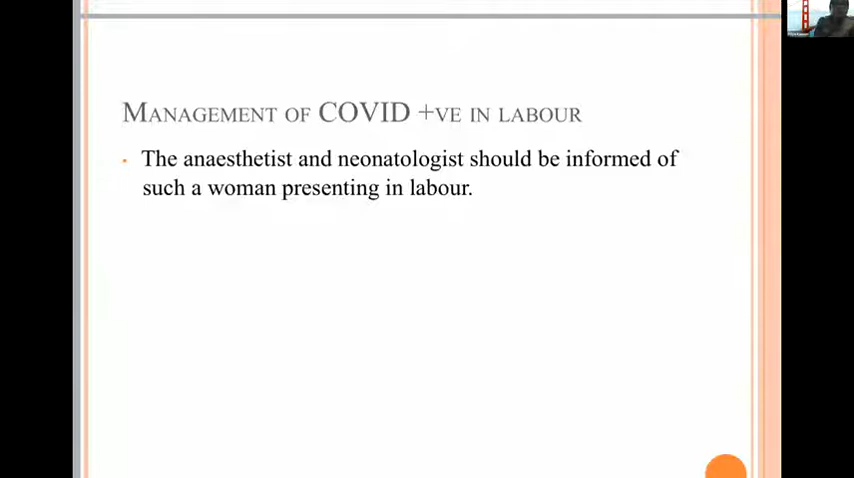 MANAGEMENT OF COVID +VE IN LABOUR
The anaesthetist and neonatologist should be informed of
such a woman presenting in labour.